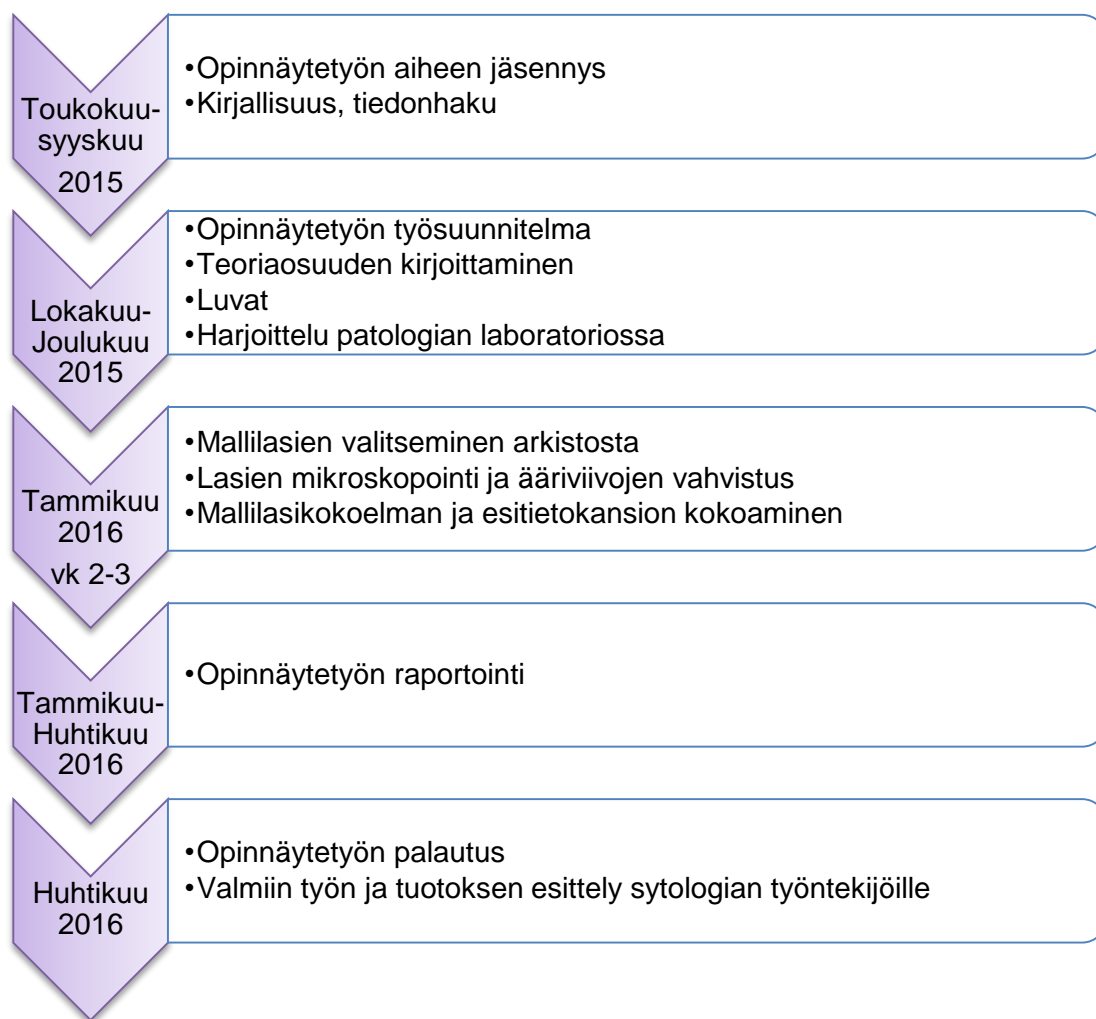 Toukokuu-
syyskuu
2015
•Opinnäytetyön aiheen jäsennys
•Kirjallisuus, tiedonhaku
Lokakuu-
Joulukuu
2015
•Opinnäytetyön työsuunnitelma
•Teoriaosuuden kirjoittaminen
•Luvat
•Harjoittelu patologian laboratoriossa
Tammikuu
2016
vk 2-3
•Mallilasien valitseminen arkistosta
•Lasien mikroskopointi ja ääriviivojen vahvistus
•Mallilasikokoelman ja esitietokansion kokoaminen
Tammikuu-
Huhtikuu
2016
•Opinnäytetyön raportointi
Huhtikuu
2016
•Opinnäytetyön palautus
•Valmiin työn ja tuotoksen esittely sytologian työntekijöille